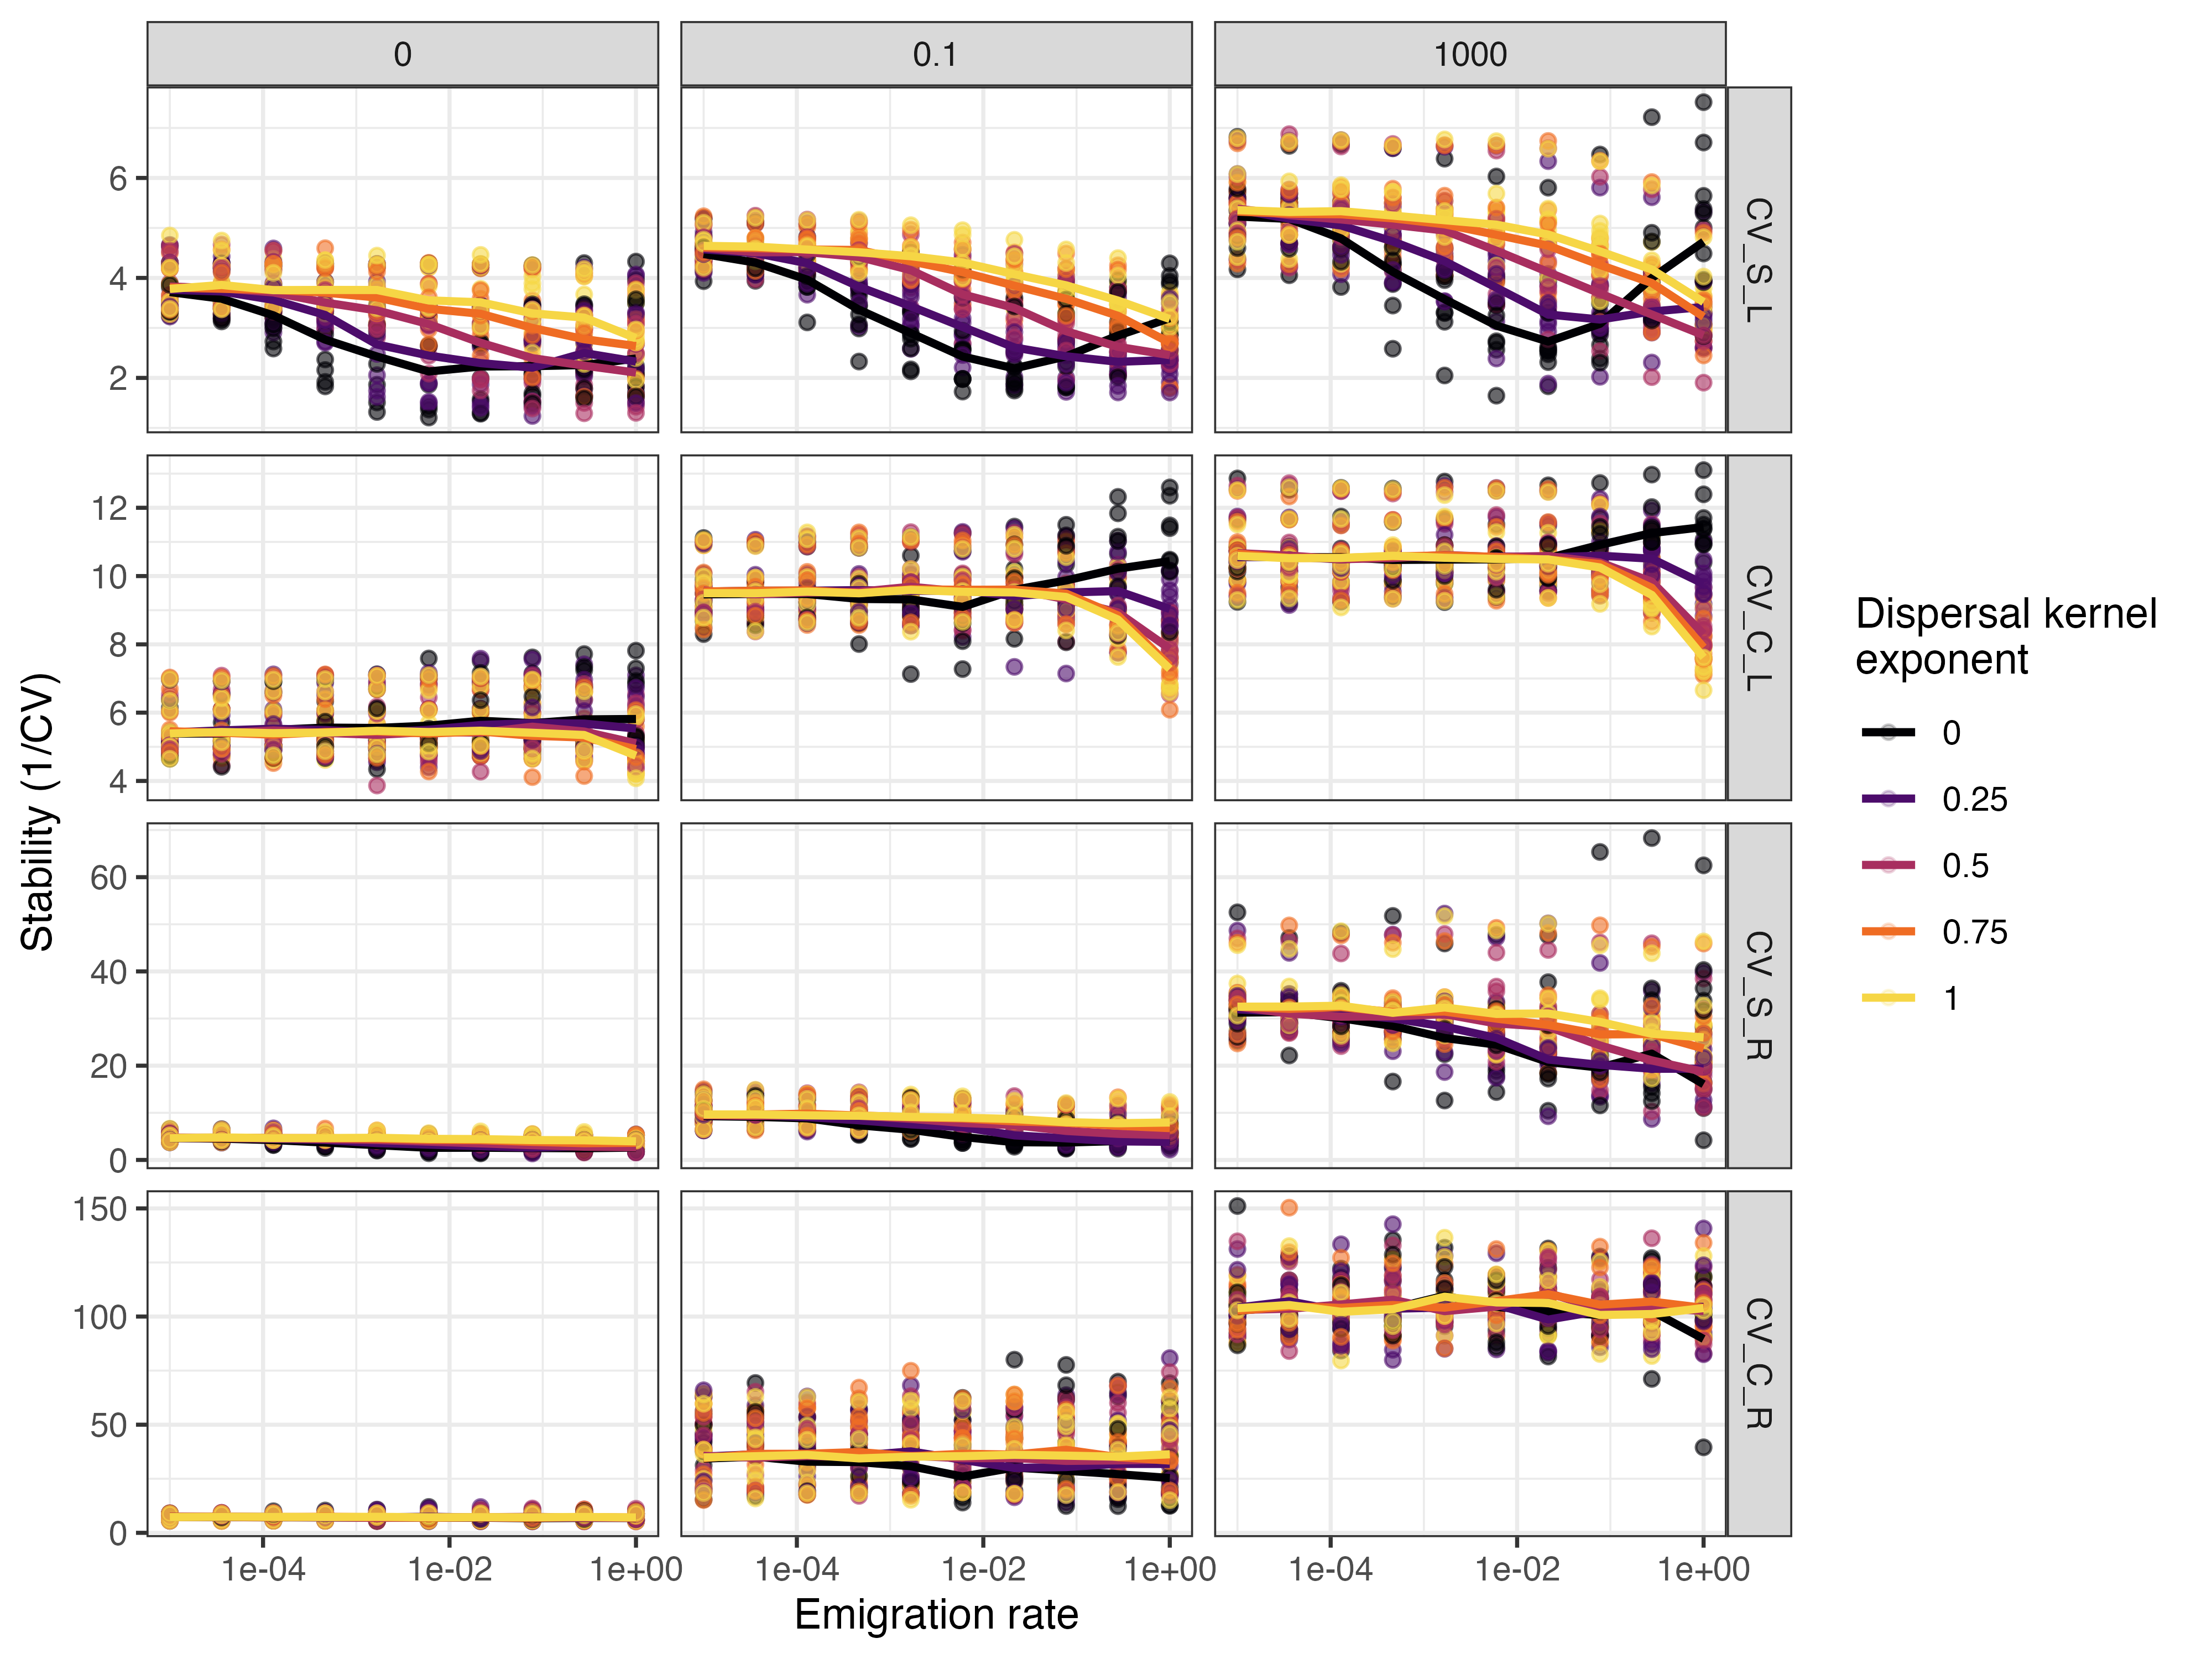 0
0.1
1000
6
4
2
CV_S_L
12
10
8
6
4
CV_C_L
60
40
20
0
CV_S_R
150
100
50
0
CV_C_R
1e-04
1e-02
1e+00
1e-04
1e-02
1e+00
1e-04
1e-02
1e+00
Emigration rate
Stability (1/CV)
Dispersal kernel
exponent
0
0.25
0.5
0.75
1